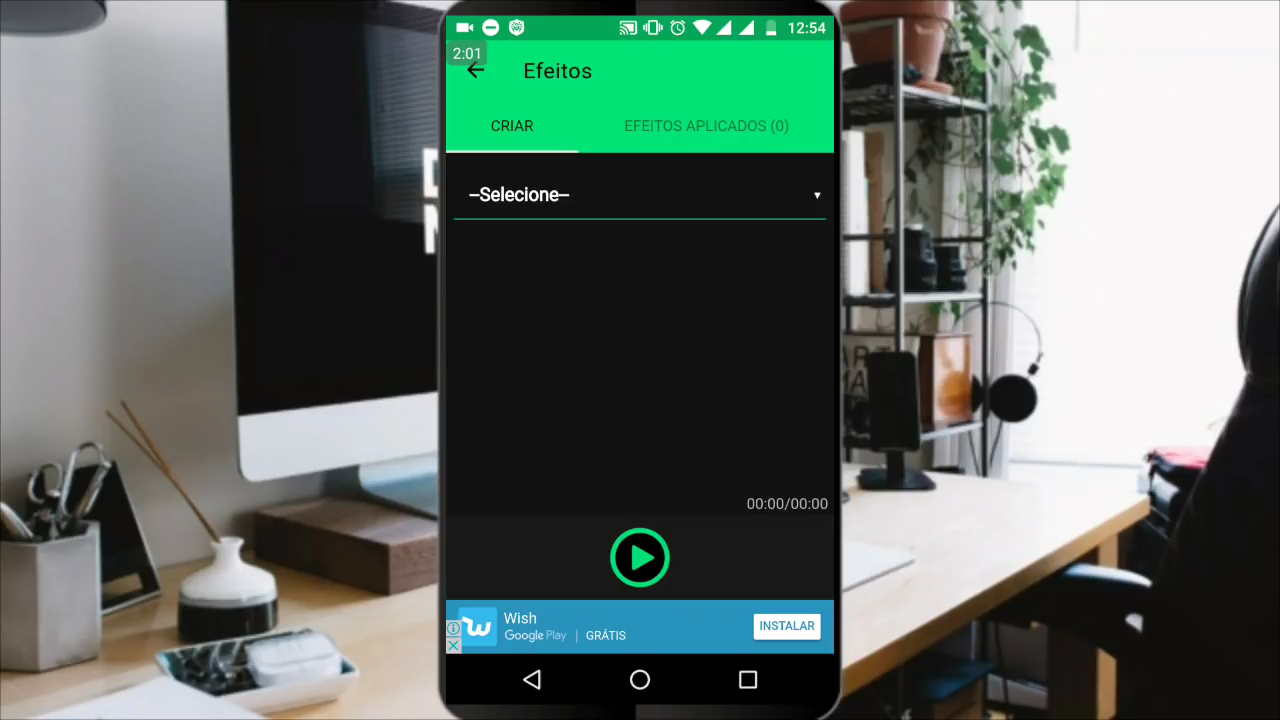 12:54
2:01
Efeitos
CRIAR
EFEITOS APLICADOS (0)
--Selecione--
00:00/00:00
Wish
Google Play | GRÁTIS
INSTALAR